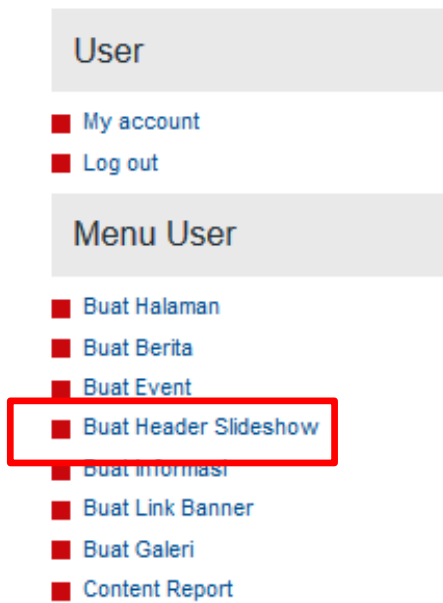 User
My account
Log out
Menu User
Buat Halaman
Buat Berita
Buat Event
Buat Header Slideshow
Buat Informasi
Buat Link Banner
Buat Galeri
Content Report